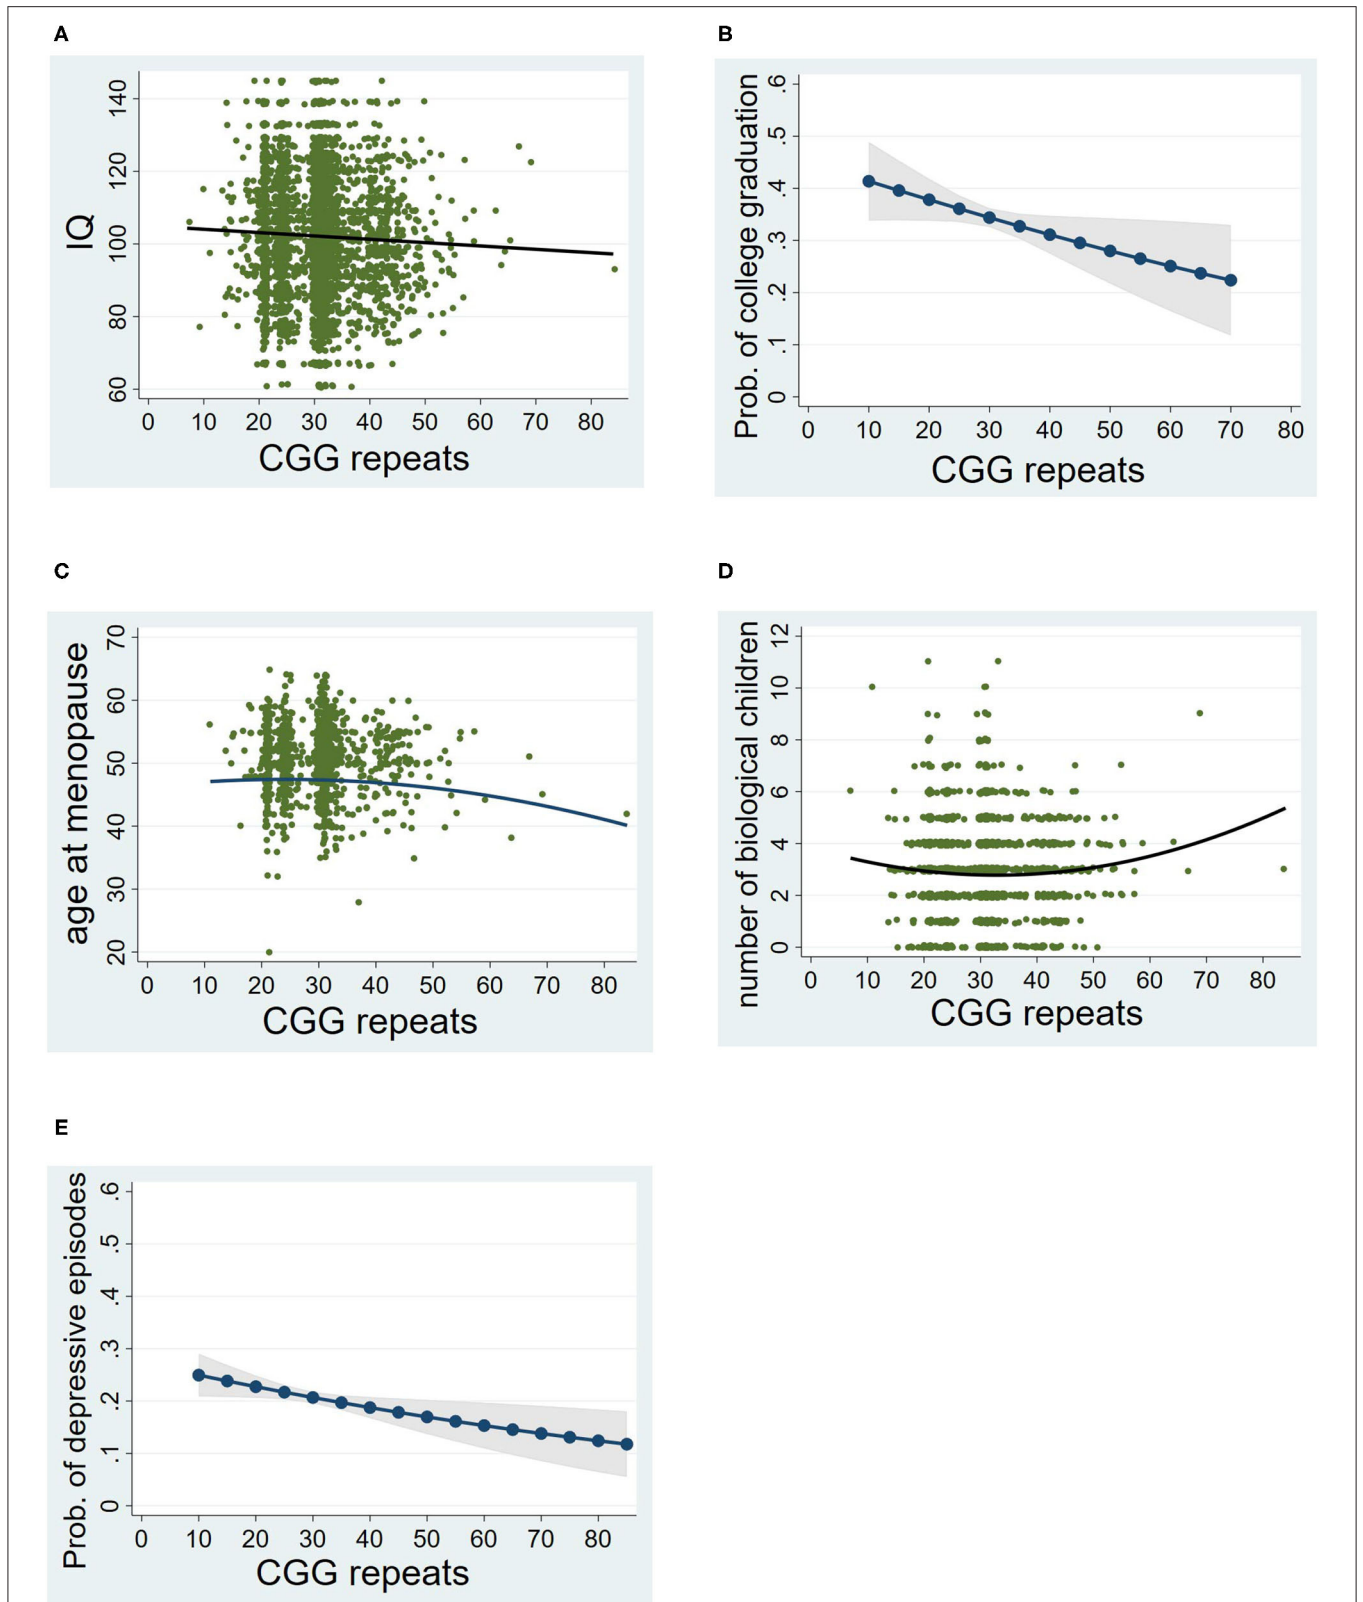 A
IQ
140
120
100
80
60
0 10 20 30 40 50 60 70 80
CGG repeats
B
Prob. of college graduation
.6
.5
.4
.3
.2
.1
0
0 10 20 30 40 50 60 70 80
CGG repeats
C
age at menopause
70
60
50
40
30
20
0 10 20 30 40 50 60 70 80
CGG repeats
D
number of biological children
12
10
8
6
4
2
0
0 10 20 30 40 50 60 70 80
CGG repeats
E
Prob. of depressive episodes
.6
.5
.4
.3
.2
.1
0
0 10 20 30 40 50 60 70 80
CGG repeats